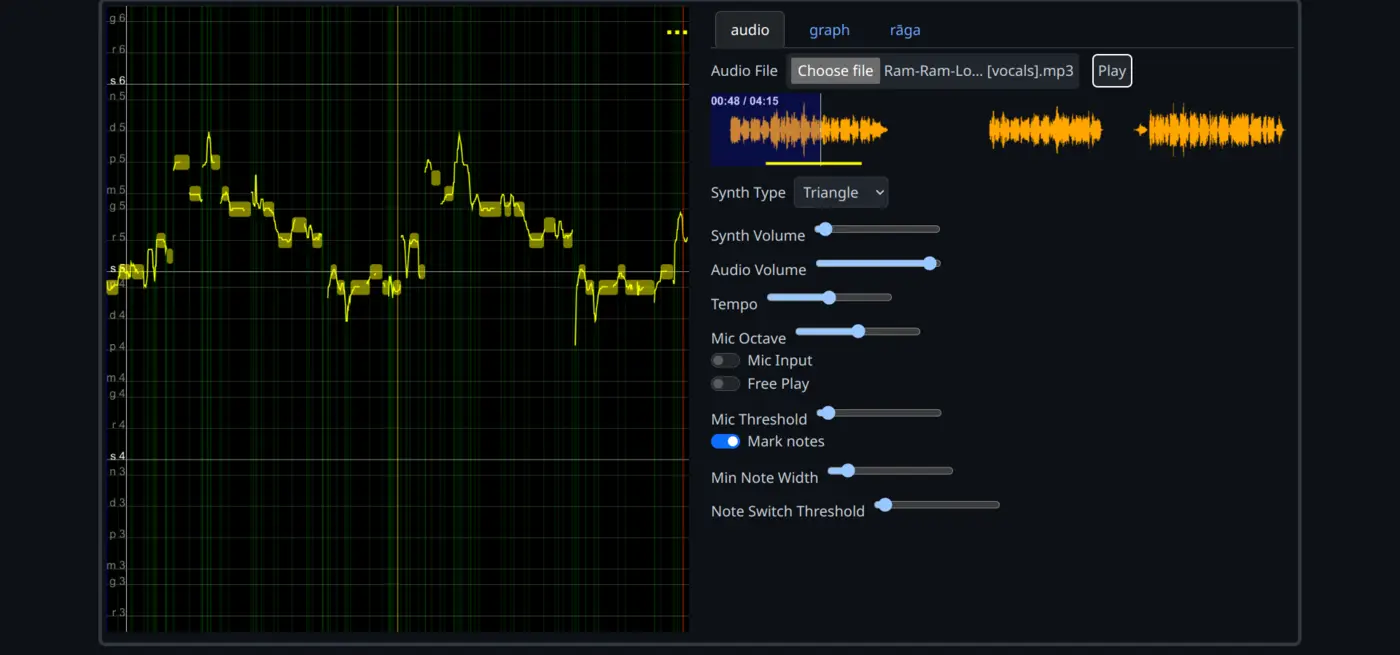 g 6
r 6
s 6
n 5
d 5
p 5
m 5
g 5
r 5
s
4
d 4
p 4
m 4
g 4
r 4
s 4
n 3
d 3
p 3
m 3
g 3
r 3
audio graph rāga
Audio File Choose file Ram-Ram-Lo... [vocals].mp3 Play
00:48 / 04:15
Synth Type Triangle
Synth Volume
Audio Volume
Tempo
Mic Octave
Mic Input
Free Play
Mic Threshold
Mark notes
Min Note Width
Note Switch Threshold